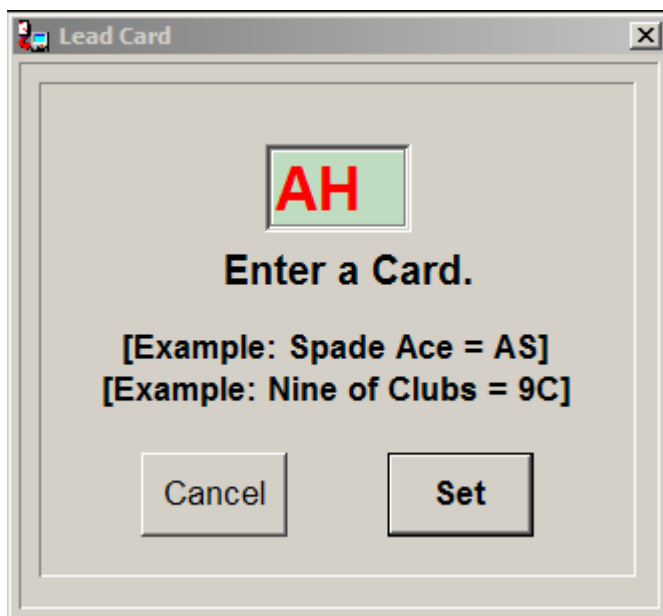 Lead Card
AH
Enter a Card.
[Example: Spade Ace = AS]
[Example: Nine of Clubs = 9C]
Cancel
Set